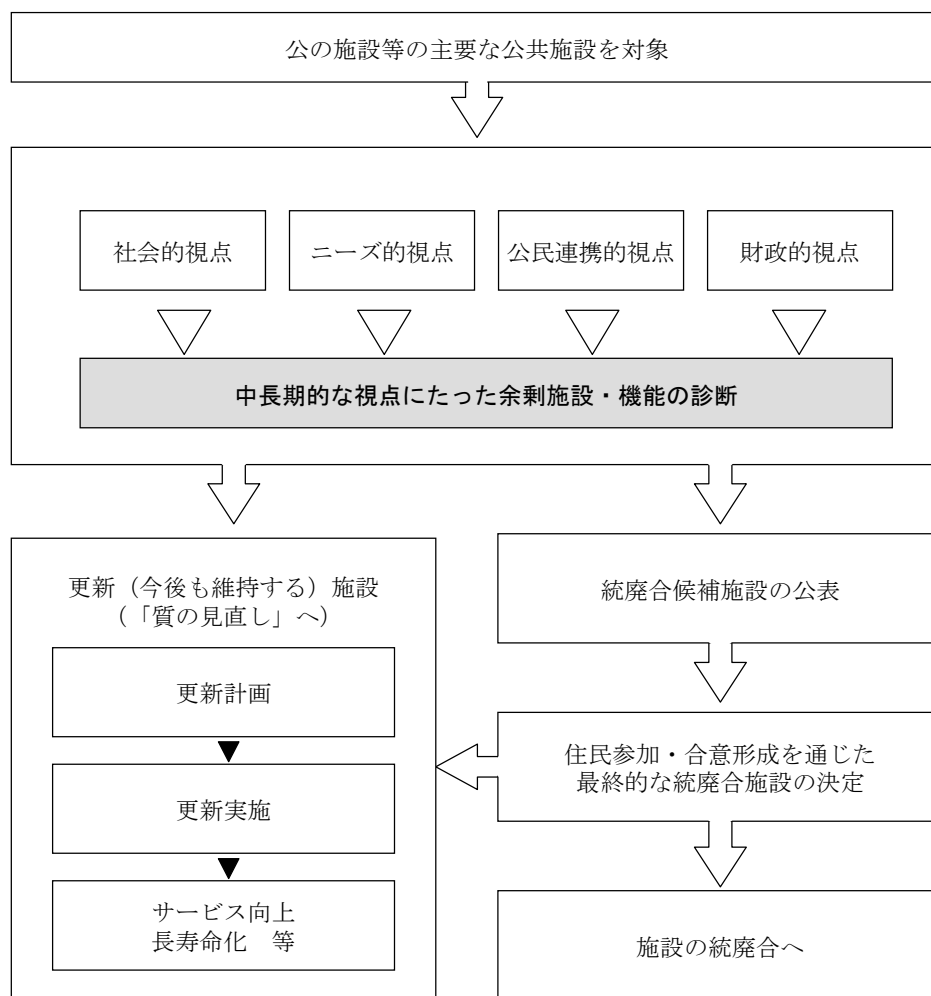 公の施設等の主要な公共施設を対象
社会的視点
ニーズ的視点
公民連携的視点
財政的視点
中長期的な視点にたった余剰施設・機能の診断
更新（今後も維持する）施設
（「質の見直し」へ）
更新計画
更新実施
サービス向上
長寿命化　等
統廃合候補施設の公表
住民参加・合意形成を通じた
最終的な統廃合施設の決定
施設の統廃合へ